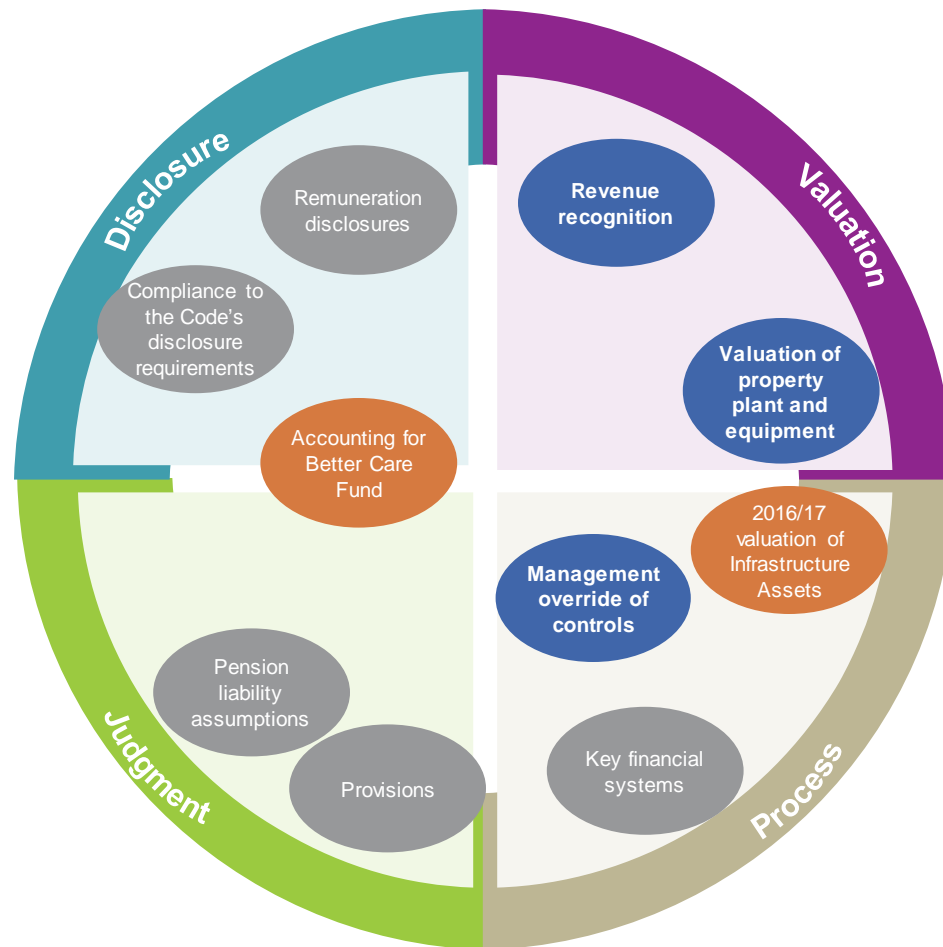 Disclosure
Valuation
Remuneration
disclosures
Revenue
recognition
Compliance to
the Code’s
disclosure
requirements
Valuation of
property
plant and
equipment
Accounting for
Better Care
Fund
2016/17
valuation of
Infrastructure
Assets
Management
override of
controls
Pension
liability
assumptions
Provisions
Key financial
systems
Judgment
Process